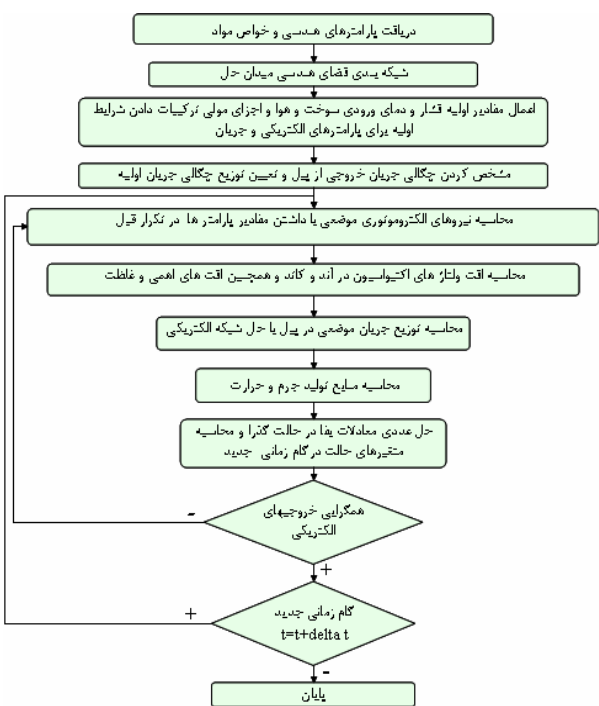 دریافت پارامترهای هندسی و خواص مواد
شبکه بندی فضای هندسی میدان حل
اعمال مقادیر اولیه فشار و دمای ورودی سوخت و هوا و اجزای مولی ترکیبات دادن شرایط
اولیه برای پارامترهای الکتریکی و جریان
مشخص کردن چگالی جریان خروجی از پیل و تعیین توزیع چگالی جریان اولیه
محاسبه نیروهای الکتروموتوری موضعی با داشتن مقادیر پارامتر ها در تکرار قبل
محاسبه افت ولتاژ های اکتیواسیون در آند و کاتد و همچنین افت های اهمی و غلظت
محاسبه توزیع جریان موضعی در پیل با حل شبکه الکتریکی
محاسبه منابع تولید جرم و حرارت
حل عددی معادلات بقا در حالت گذرا و محاسبه
متغیرهای حالت در گام زمانی جدید
همگرایی خروجیهای
الکتریکی
-
+
گام زمانی جدید
t=t+delta t
+
-
پایان